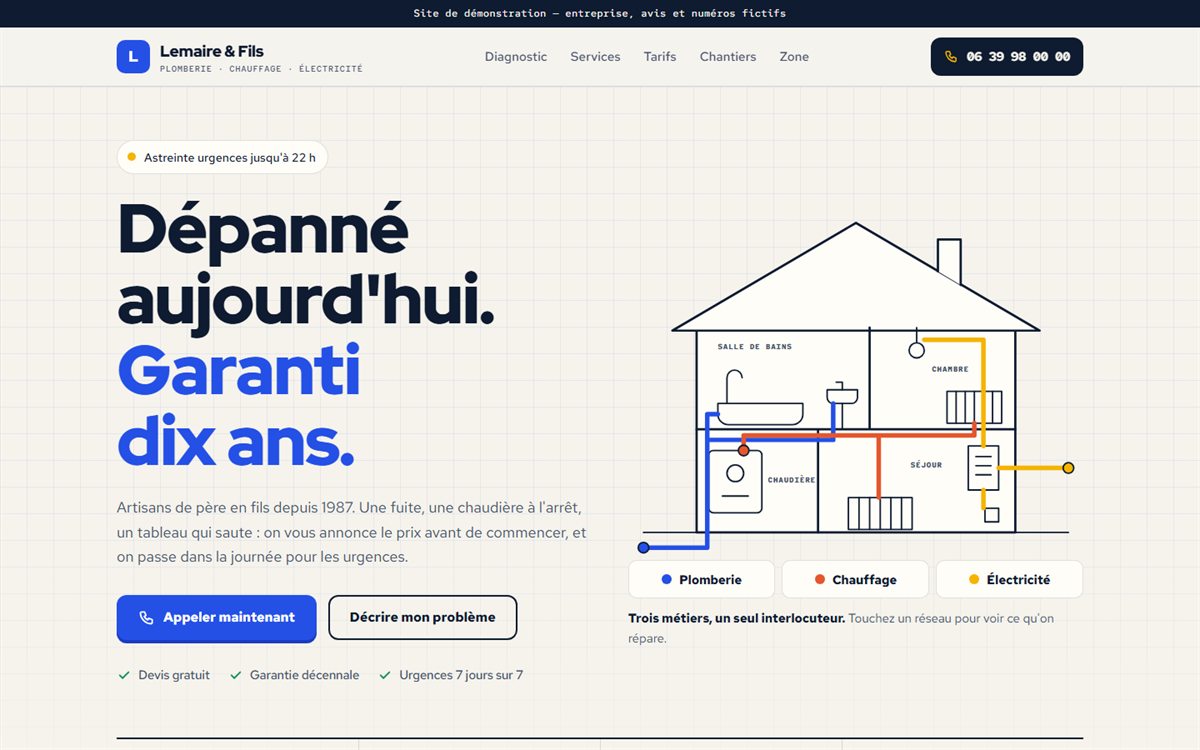 Site de démonstration — entreprise, avis et numéros fictifs
L
Lemaire & Fils
PLOMBERIE · CHAUFFAGE · ÉLECTRICITÉ
Diagnostic
Services
Tarifs
Chantiers
Zone
06 39 98 00 00
Astreinte urgences jusqu'à 22 h
Dépanné
aujourd'hui.
Garanti
dix ans.
Artisans de père en fils depuis 1987. Une fuite, une chaudière à l'arrêt,
un tableau qui saute : on vous annonce le prix avant de commencer, et
on passe dans la journée pour les urgences.
Appeler maintenant
Décrire mon problème
Devis gratuit
Garantie décennale
Urgences 7 jours sur 7
SALLE DE BAINS
CHAMBRE
CHAUDIÈRE
SÉJOUR
Plomberie
Chauffage
Électricité
Trois métiers, un seul interlocuteur. Touchez un réseau pour voir ce qu'on
répare.